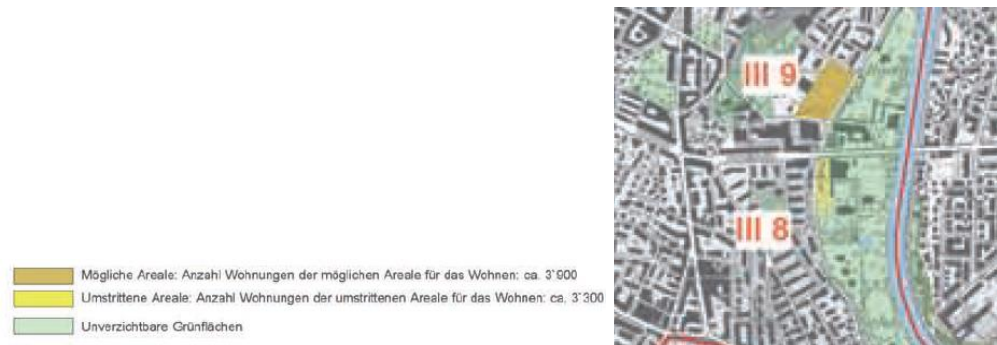 III 9
III 8
Mögliche Areale: Anzahl Wohnungen der möglichen Areale für das Wohnen: ca. 3`900
Umstrittene Areale: Anzahl Wohnungen der umstrittenen Areale für das Wohnen: ca. 3`300
Unverzichtbare Grünflächen